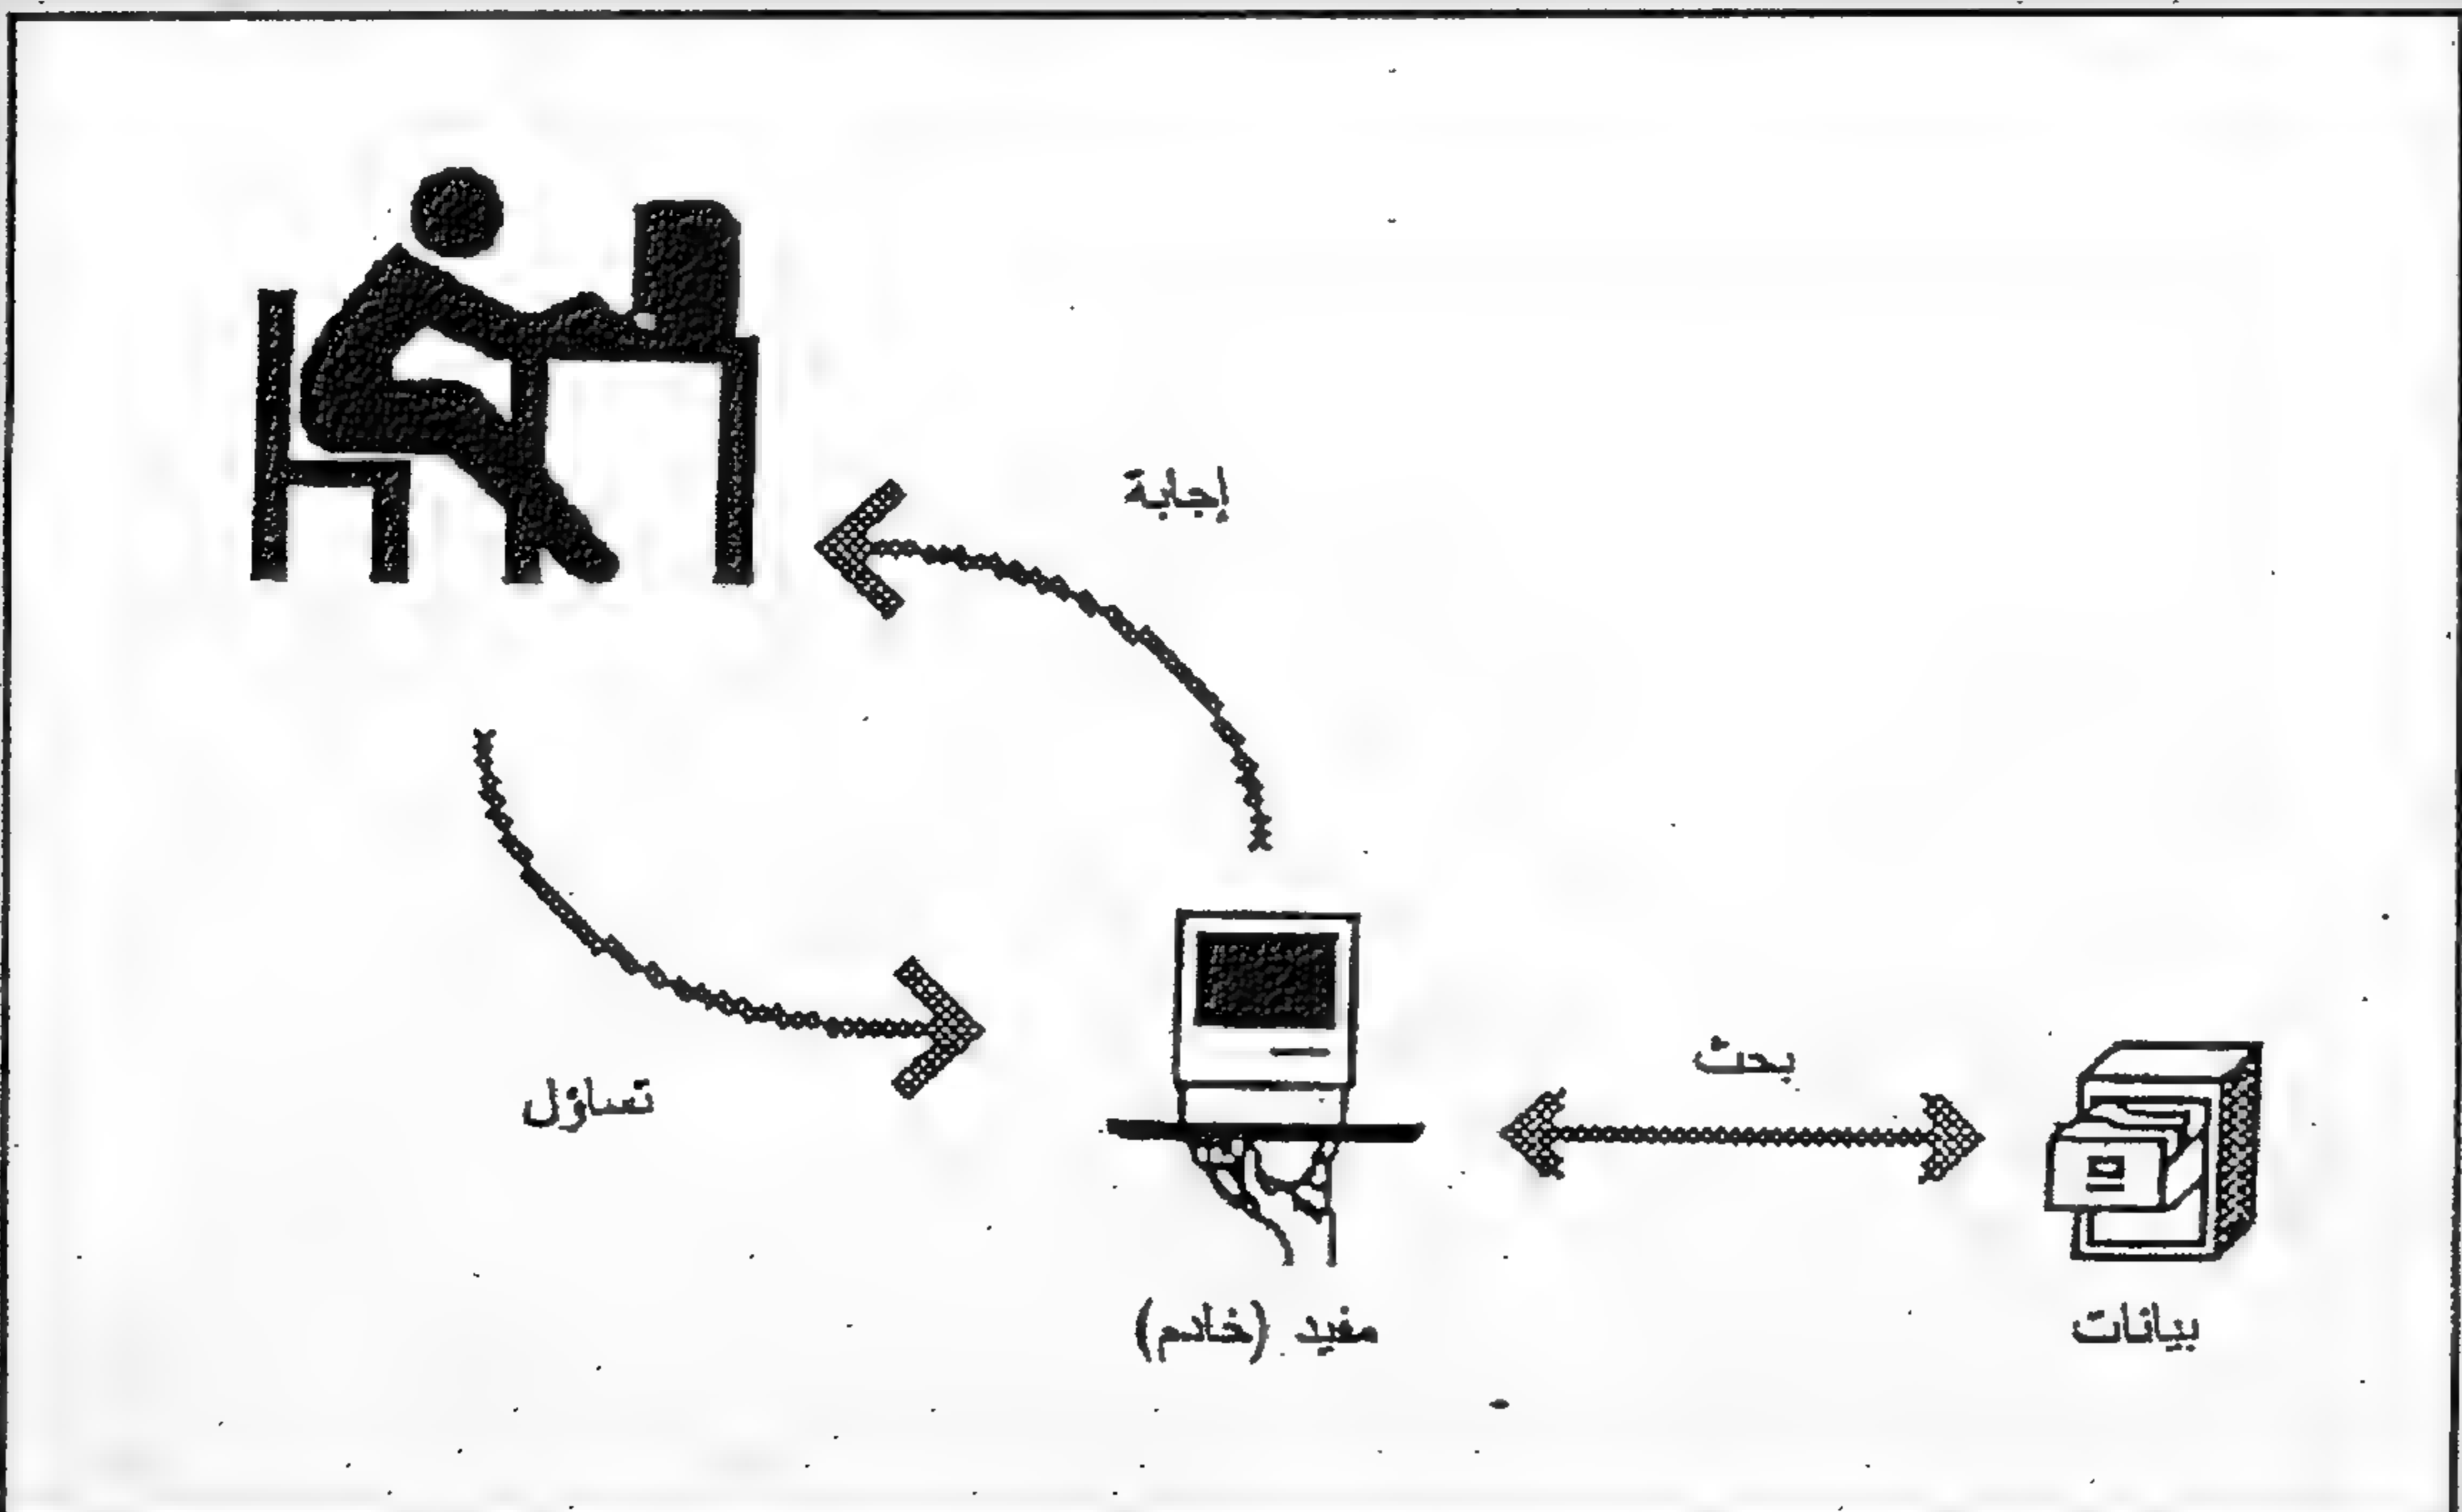 إجابة
تساؤل
بحث
مفيد (خادم)
بيانات